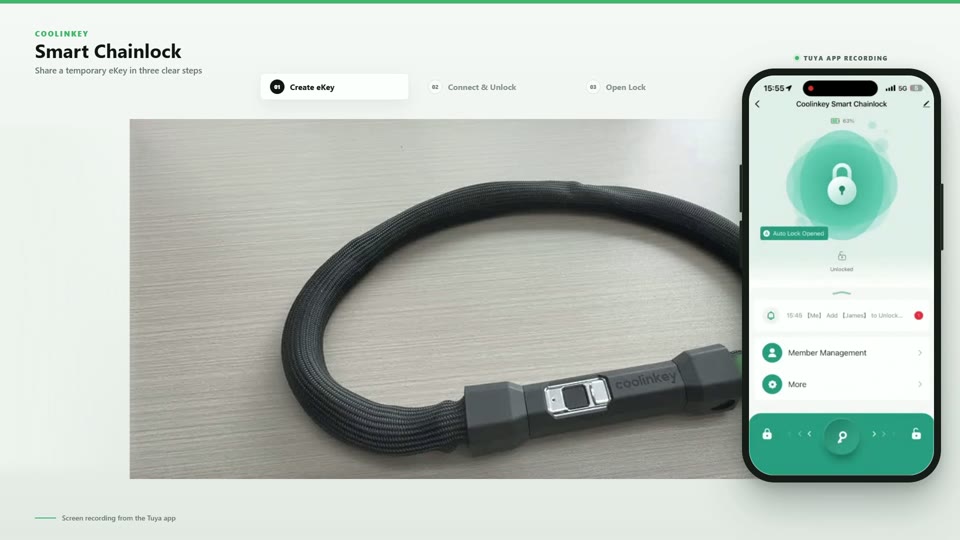 COOLINKEY
Smart Chainlock
Share a temporary eKey in three clear steps
01 Create eKey
02 Connect & Unlock
03 Open Lock
TUYA APP RECORDING
15:55 5G 6
Coolinkey Smart Chainlock
63%
Auto Lock Opened
Unlocked
15:48 【Me】 Add 【James】 to Unlock...
Member Management
More
coolinkey
Screen recording from the Tuya app